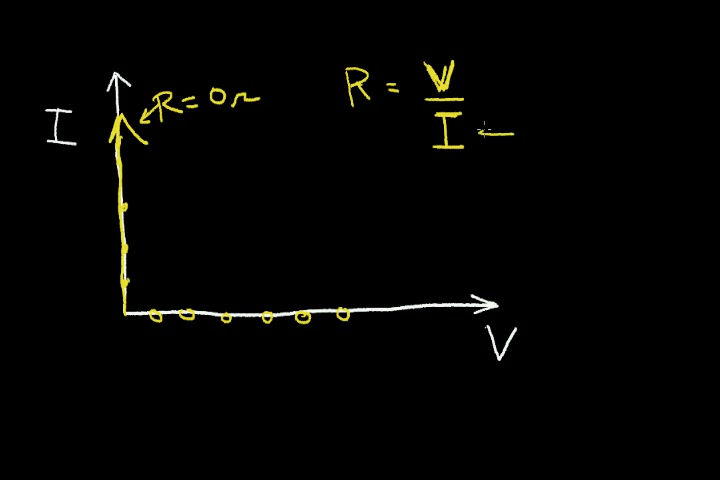 R = 0Ω
R = V/I
I
V